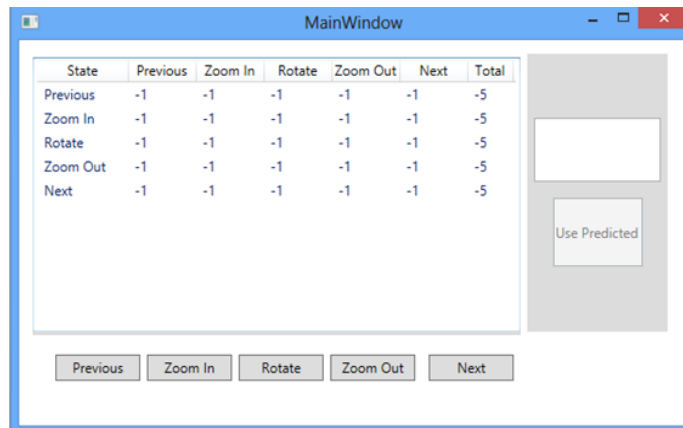 MainWindow
State Previous Zoom In Rotate Zoom Out Next Total
Previous -1 -1 -1 -1 -1 -5
Zoom In -1 -1 -1 -1 -1 -5
Rotate -1 -1 -1 -1 -1 -5
Zoom Out -1 -1 -1 -1 -1 -5
Next -1 -1 -1 -1 -1 -5
Use Predicted
Previous Zoom In Rotate Zoom Out Next